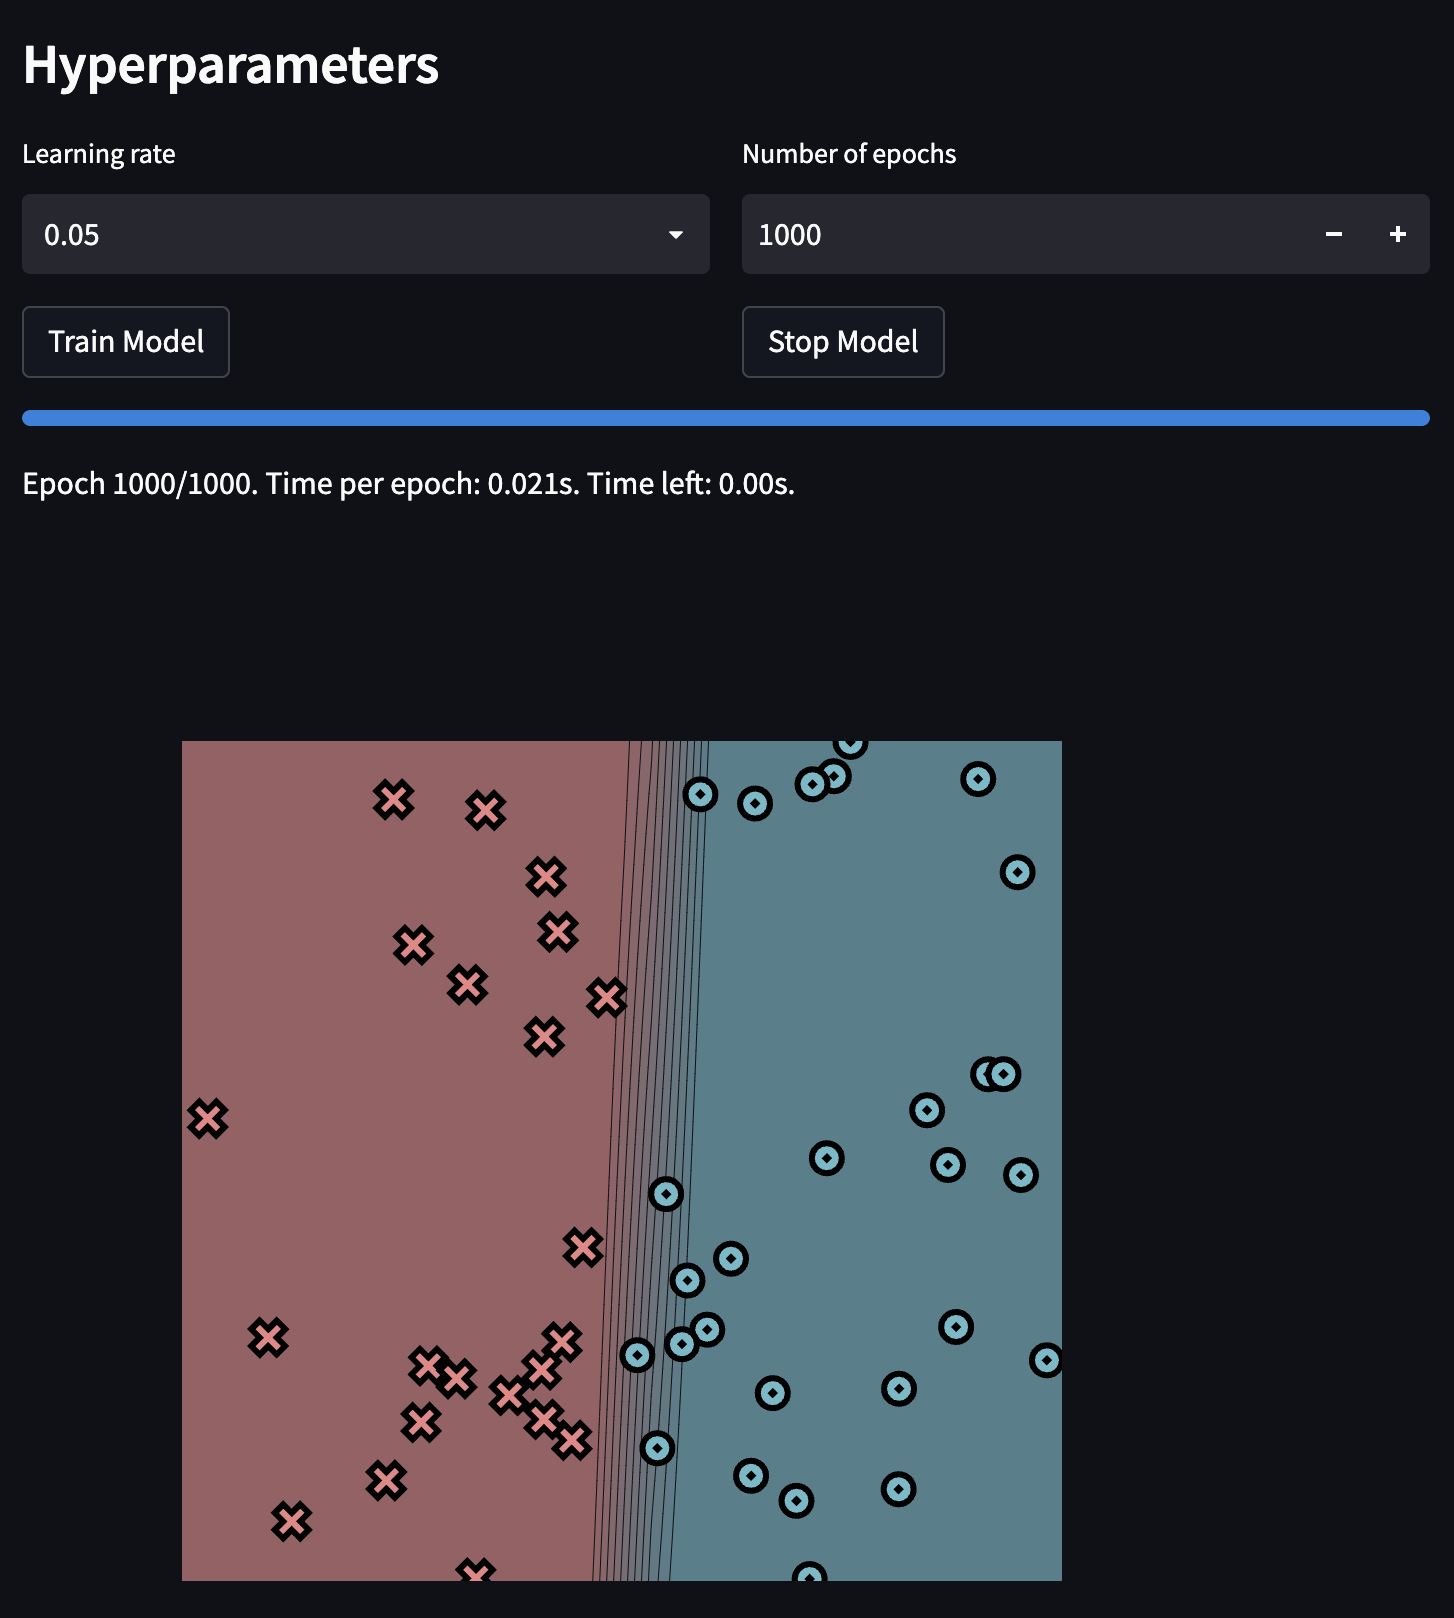 Hyperparameters
Learning rate
Number of epochs
0.05
1000
Train Model
Stop Model
Epoch 1000/1000. Time per epoch: 0.021s. Time left: 0.00s.